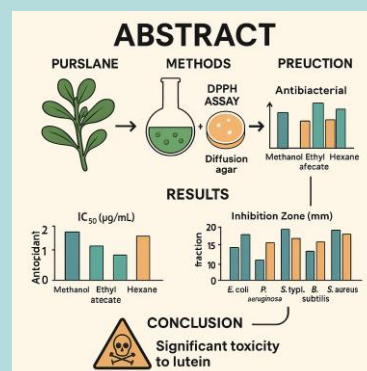 ABSTRACT
PURSLANE
METHODS
PREUCTION
DPPH
ASSAY
+
Diffusion
agar
Antibacterial
Methanol Ethyl Hexane
afecate
RESULTS
IC50 (µg/mL)
Antocidant
2
1
0
Methanol Ethyl Hexane
atecate
Inhibition Zone (mm)
fraction
20
15
10
0
E. coli P. S. typl. B. S. aureus
aeruginosa subtilis
CONCLUSION
Significant toxicity
to lutein